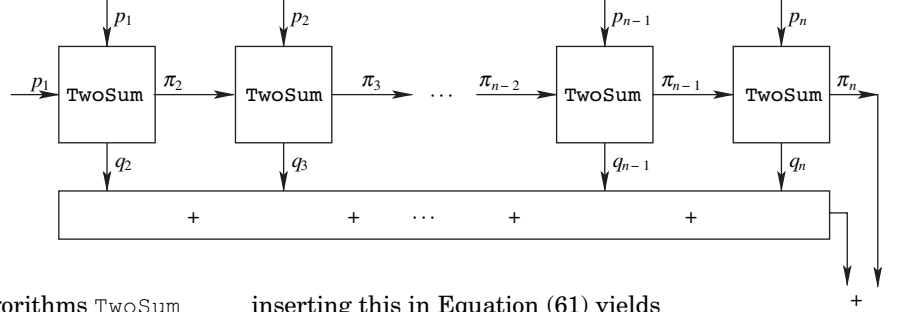 p₁ p₂ pₙ₋₁ pₙ
p₁ TwoSum π₂ TwoSum π₃ ⋯ πₙ₋₂ TwoSum πₙ₋₁ TwoSum πₙ
q₂ q₃ qₙ₋₁ qₙ
+ + ⋯ + +
+
gorithms TwoSum inserting this in Equation (61) yields